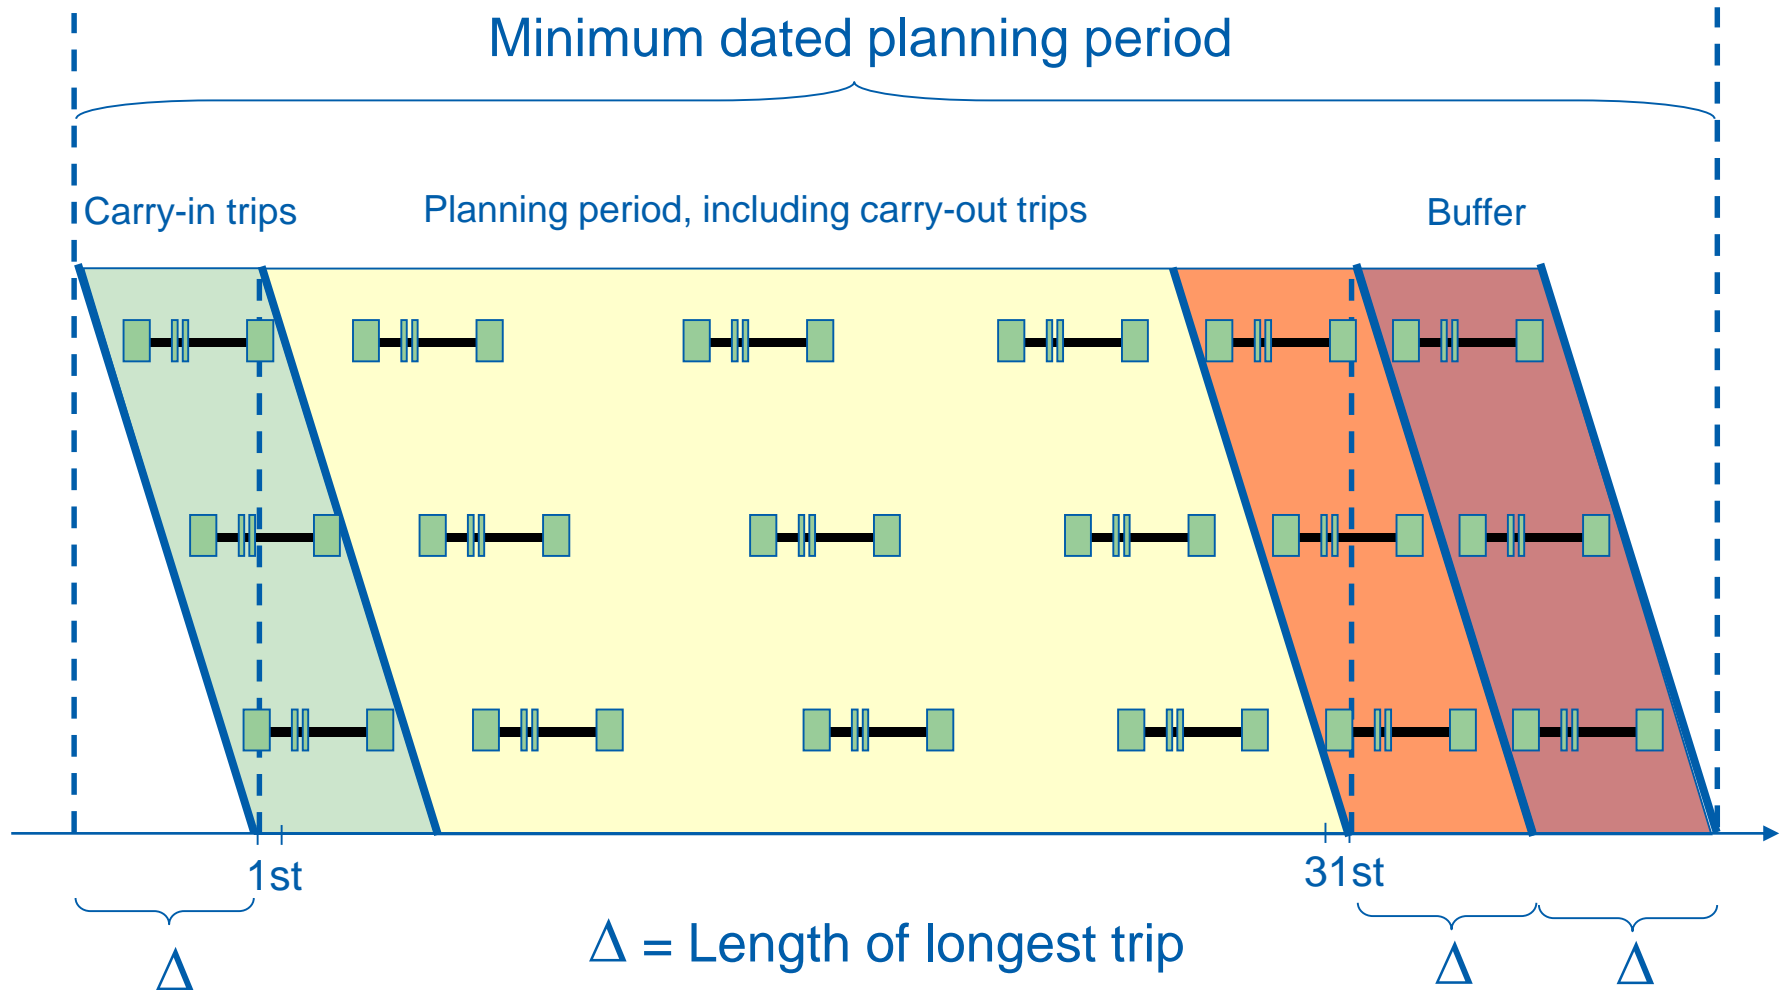 Minimum dated planning period
Carry-in trips
Planning period, including carry-out trips
Buffer
1st
31st
Δ
Δ = Length of longest trip
Δ
Δ